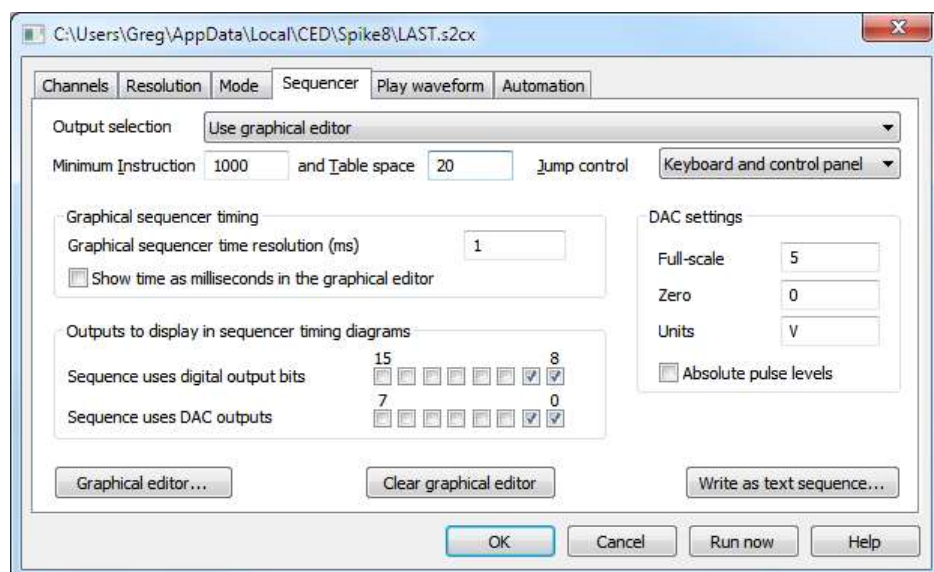 C:\Users\Greg\AppData\Local\CED\Spike8\LAST.s2cx
Channels Resolution Mode Sequencer Play waveform Automation
Output selection Use graphical editor
Minimum Instruction 1000 and Table space 20 Jump control Keyboard and control panel
Graphical sequencer timing
Graphical sequencer time resolution (ms) 1
Show time as milliseconds in the graphical editor
DAC settings
Full-scale 5
Zero 0
Units V
Absolute pulse levels
Outputs to display in sequencer timing diagrams
15 8
Sequence uses digital output bits
7 0
Sequence uses DAC outputs
Graphical editor... Clear graphical editor Write as text sequence...
OK Cancel Run now Help